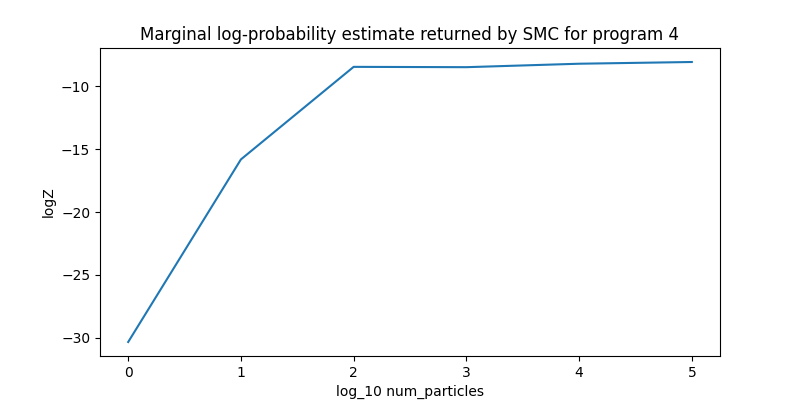 Marginal log-probability estimate returned by SMC for program 4
−10
−15
−20
−25
−30
logZ
0 1 2 3 4 5
log_10 num_particles